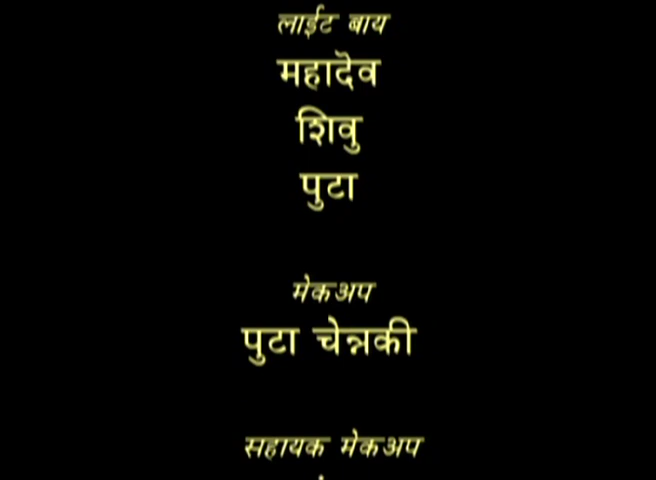 लाईट बाय
महादॆव
शिवु
पुटा
मेकअप
पुटा चेन्नकी
सहायक मेकअप